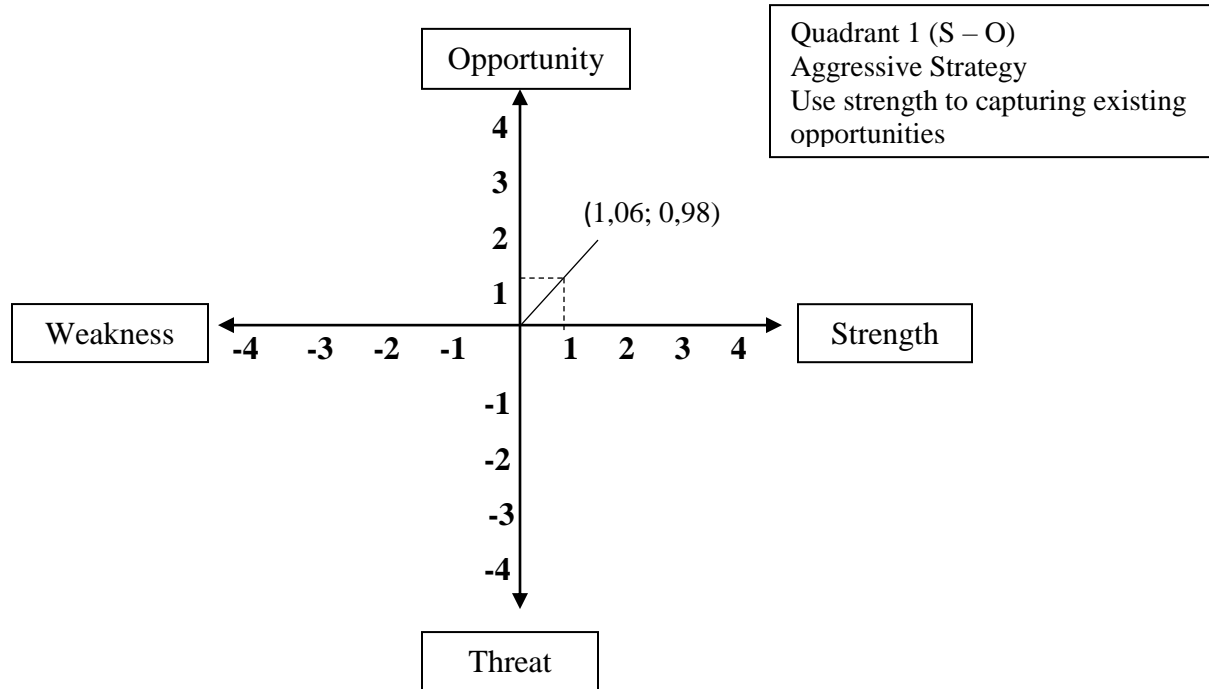 Quadrant 1 (S – O)
Aggressive Strategy
Use strength to capturing existing
opportunities
Opportunity
4
3
(1,06; 0,98)
2
1
Weakness
Strength
-4 -3 -2 -1 1 2 3 4
-1
-2
-3
-4
Threat